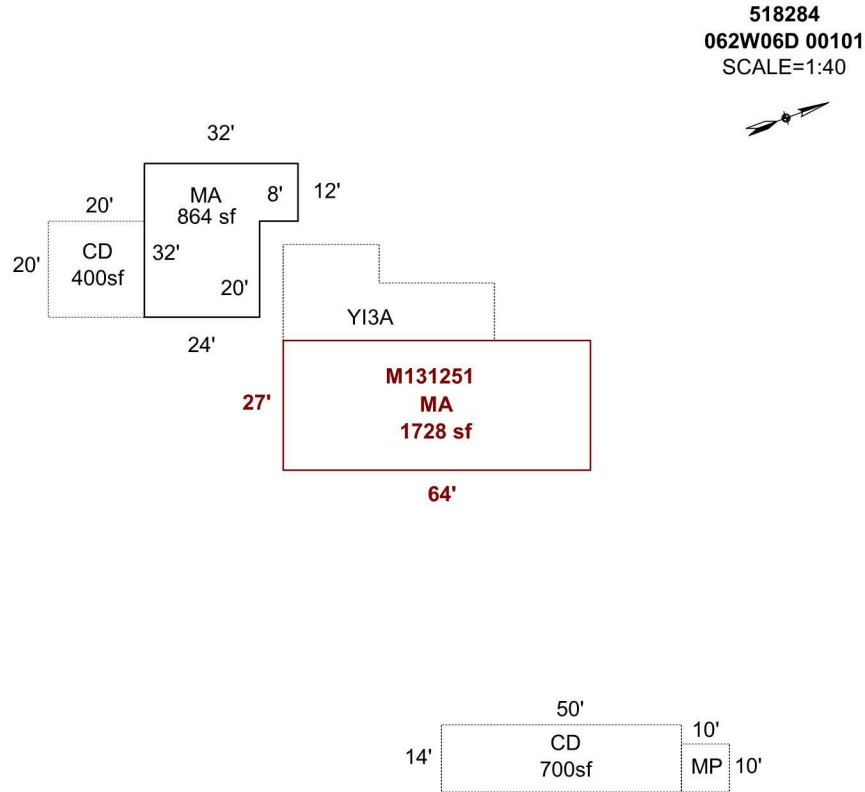 518284
062W06D 00101
SCALE=1:40
32'
MA
864 sf
8'
12'
20'
CD
400sf
20'
32'
20'
24'
YI3A
M131251
MA
1728 sf
27'
64'
50'
10'
14'
CD
700sf
MP
10'